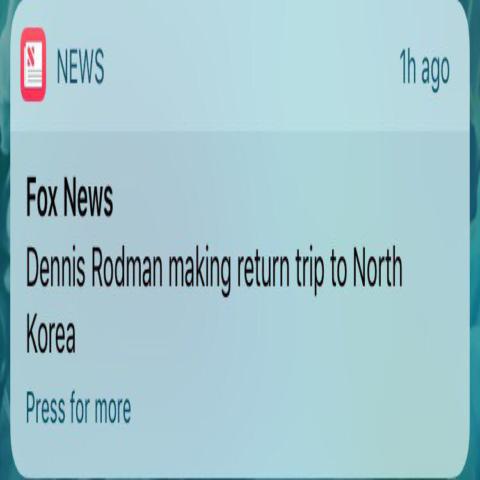 NEWS
1h ago
Fox News
Dennis Rodman making return trip to North
Korea
Press for more